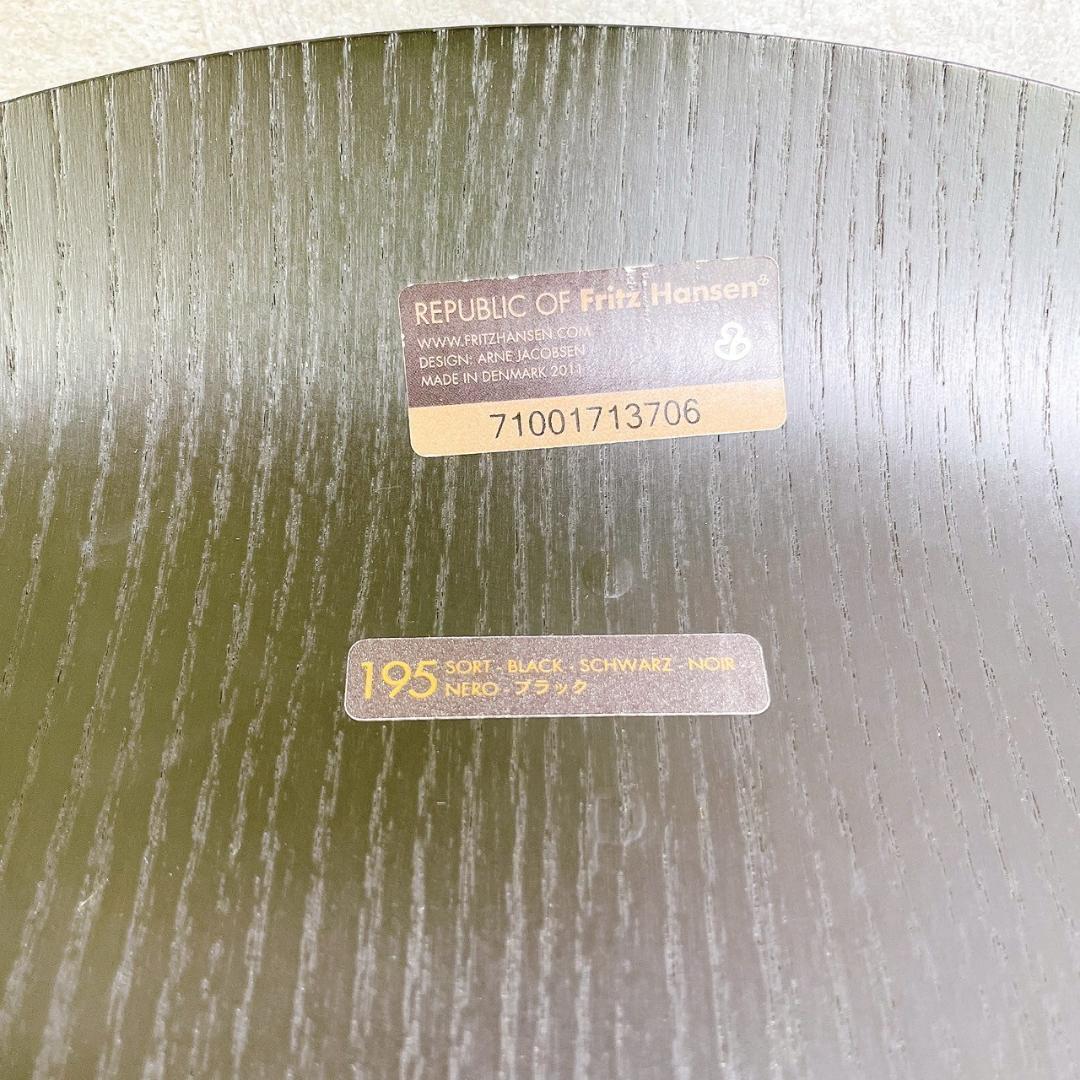 REPUBLIC OF Fritz Hansen®
WWW.FRITZHANSEN.COM
DESIGN: ARNE JACOBSEN
MADE IN DENMARK 2011
71001713706
195 SORT - BLACK - SCHWARZ - NOIR
NERO - ブラック